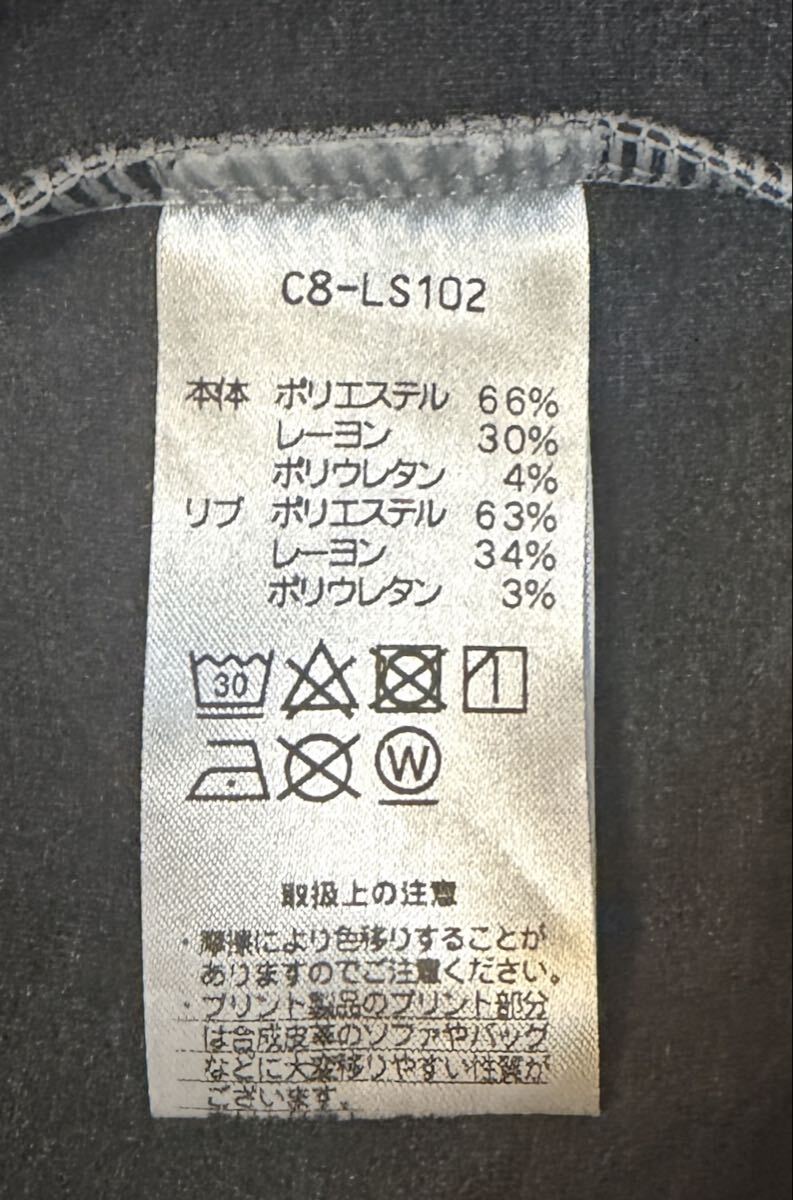 C8-LS102
本体 ポリエステル 66%
レーヨン 30%
ポリウレタン 4%
リブ ポリエステル 63%
レーヨン 34%
ポリウレタン 3%
30
W
取扱上の注意
・摩擦により色移りすることが
ありますのでご注意ください。
・プリント製品のプリント部分
は合成皮革のソファやバッグ
などに大変移りやすい性質が
ございます。